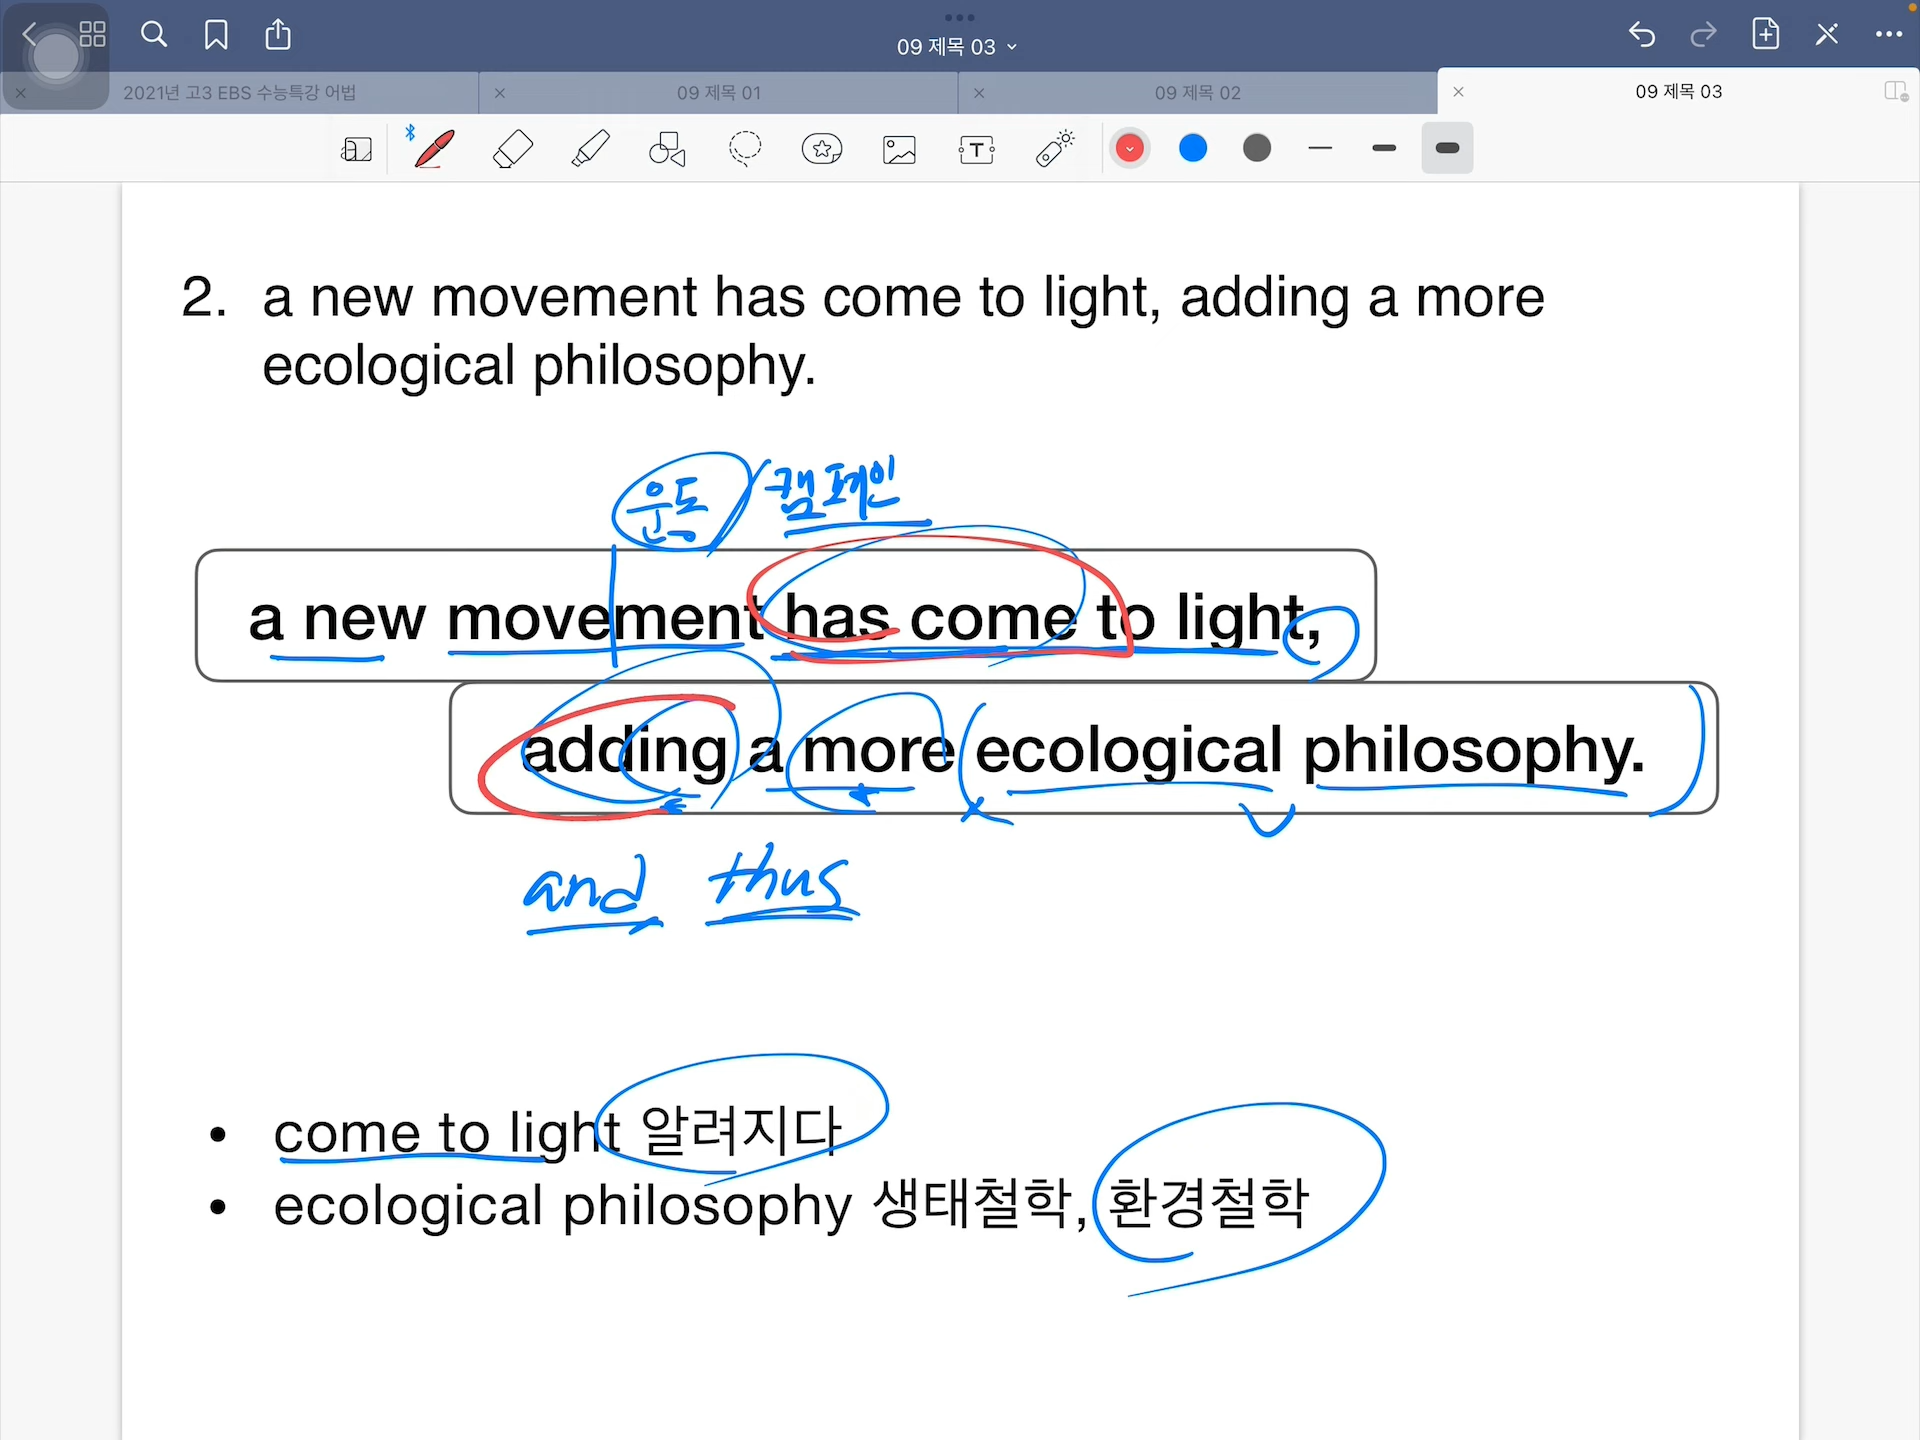 09 제목 03
2021년 고3 EBS 수능특강 어법
09 제목 01
09 제목 02
09 제목 03
2. a new movement has come to light, adding a more
ecological philosophy.
운동 / 캠페인
a new movement has come to light,
adding a more ecological philosophy.
and thus
• come to light 알려지다
• ecological philosophy 생태철학, 환경철학